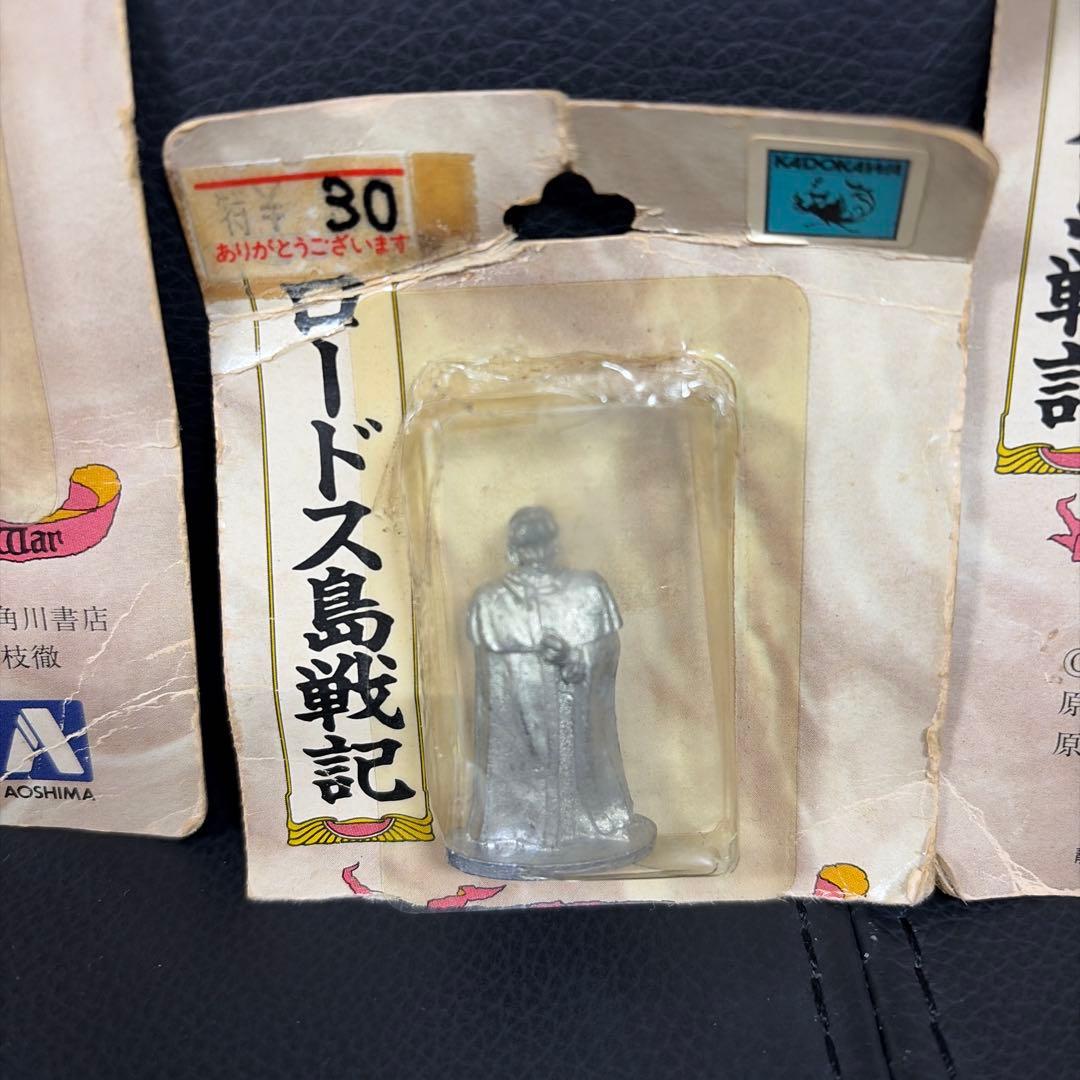 30
ありがとうございます
KADOKAWA
ロードス島戦記
War
角川書店
枝徹
AOSHIMA
戦
記
原
原